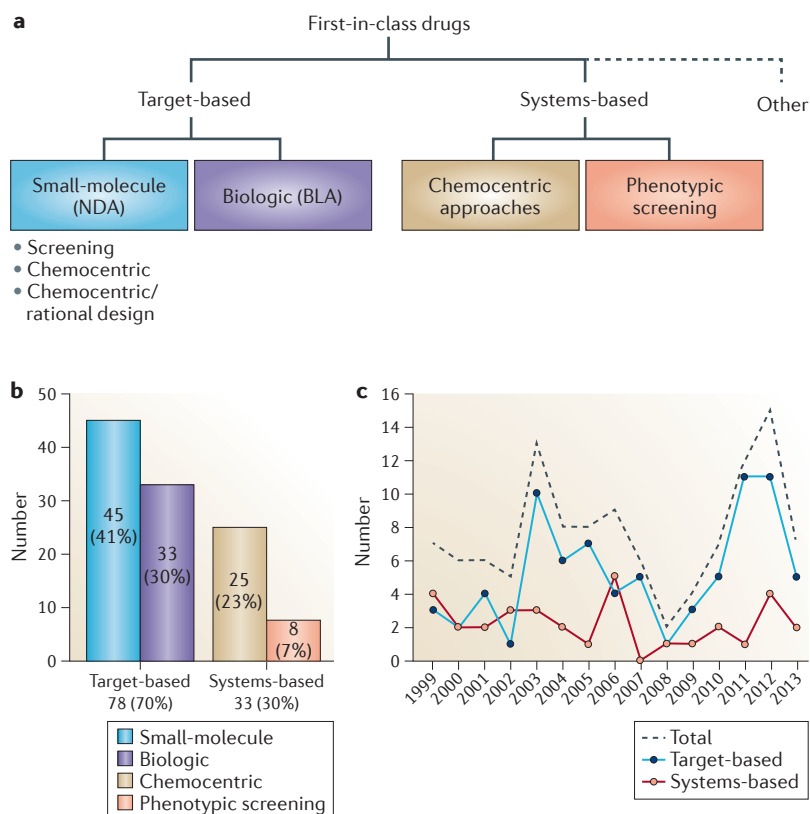 a
First-in-class drugs
Target-based
Systems-based
Other
Small-molecule
(NDA)
Biologic (BLA)
Chemocentric
approaches
Phenotypic
screening
• Screening
• Chemocentric
• Chemocentric/
rational design
b
Number
50
40
30
20
10
0
45
(41%)
33
(30%)
25
(23%)
8
(7%)
Target-based
78 (70%)
Systems-based
33 (30%)
Small-molecule
Biologic
Chemocentric
Phenotypic screening
c
Number
16
14
12
10
8
6
4
2
0
1999
2000
2001
2002
2003
2004
2005
2006
2007
2008
2009
2010
2011
2012
2013
Total
Target-based
Systems-based